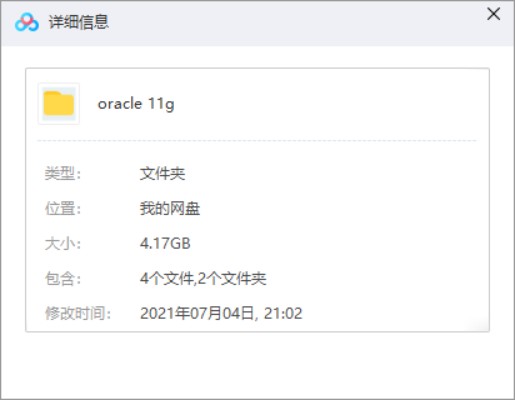 详细信息
oracle 11g
类型： 文件夹
位置： 我的网盘
大小： 4.17GB
包含： 4个文件,2个文件夹
修改时间： 2021年07月04日, 21:02